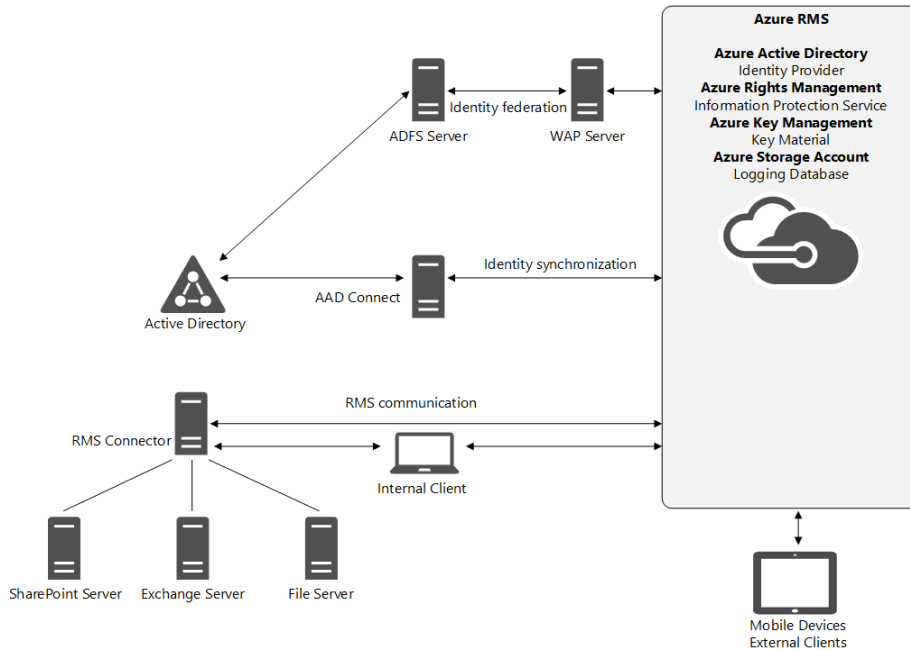 Azure RMS
Azure Active Directory
Identity Provider
Azure Rights Management
Information Protection Service
Azure Key Management
Key Material
Azure Storage Account
Logging Database
Identity federation
ADFS Server
WAP Server
Identity synchronization
AAD Connect
Active Directory
RMS communication
RMS Connector
Internal Client
SharePoint Server
Exchange Server
File Server
Mobile Devices
External Clients